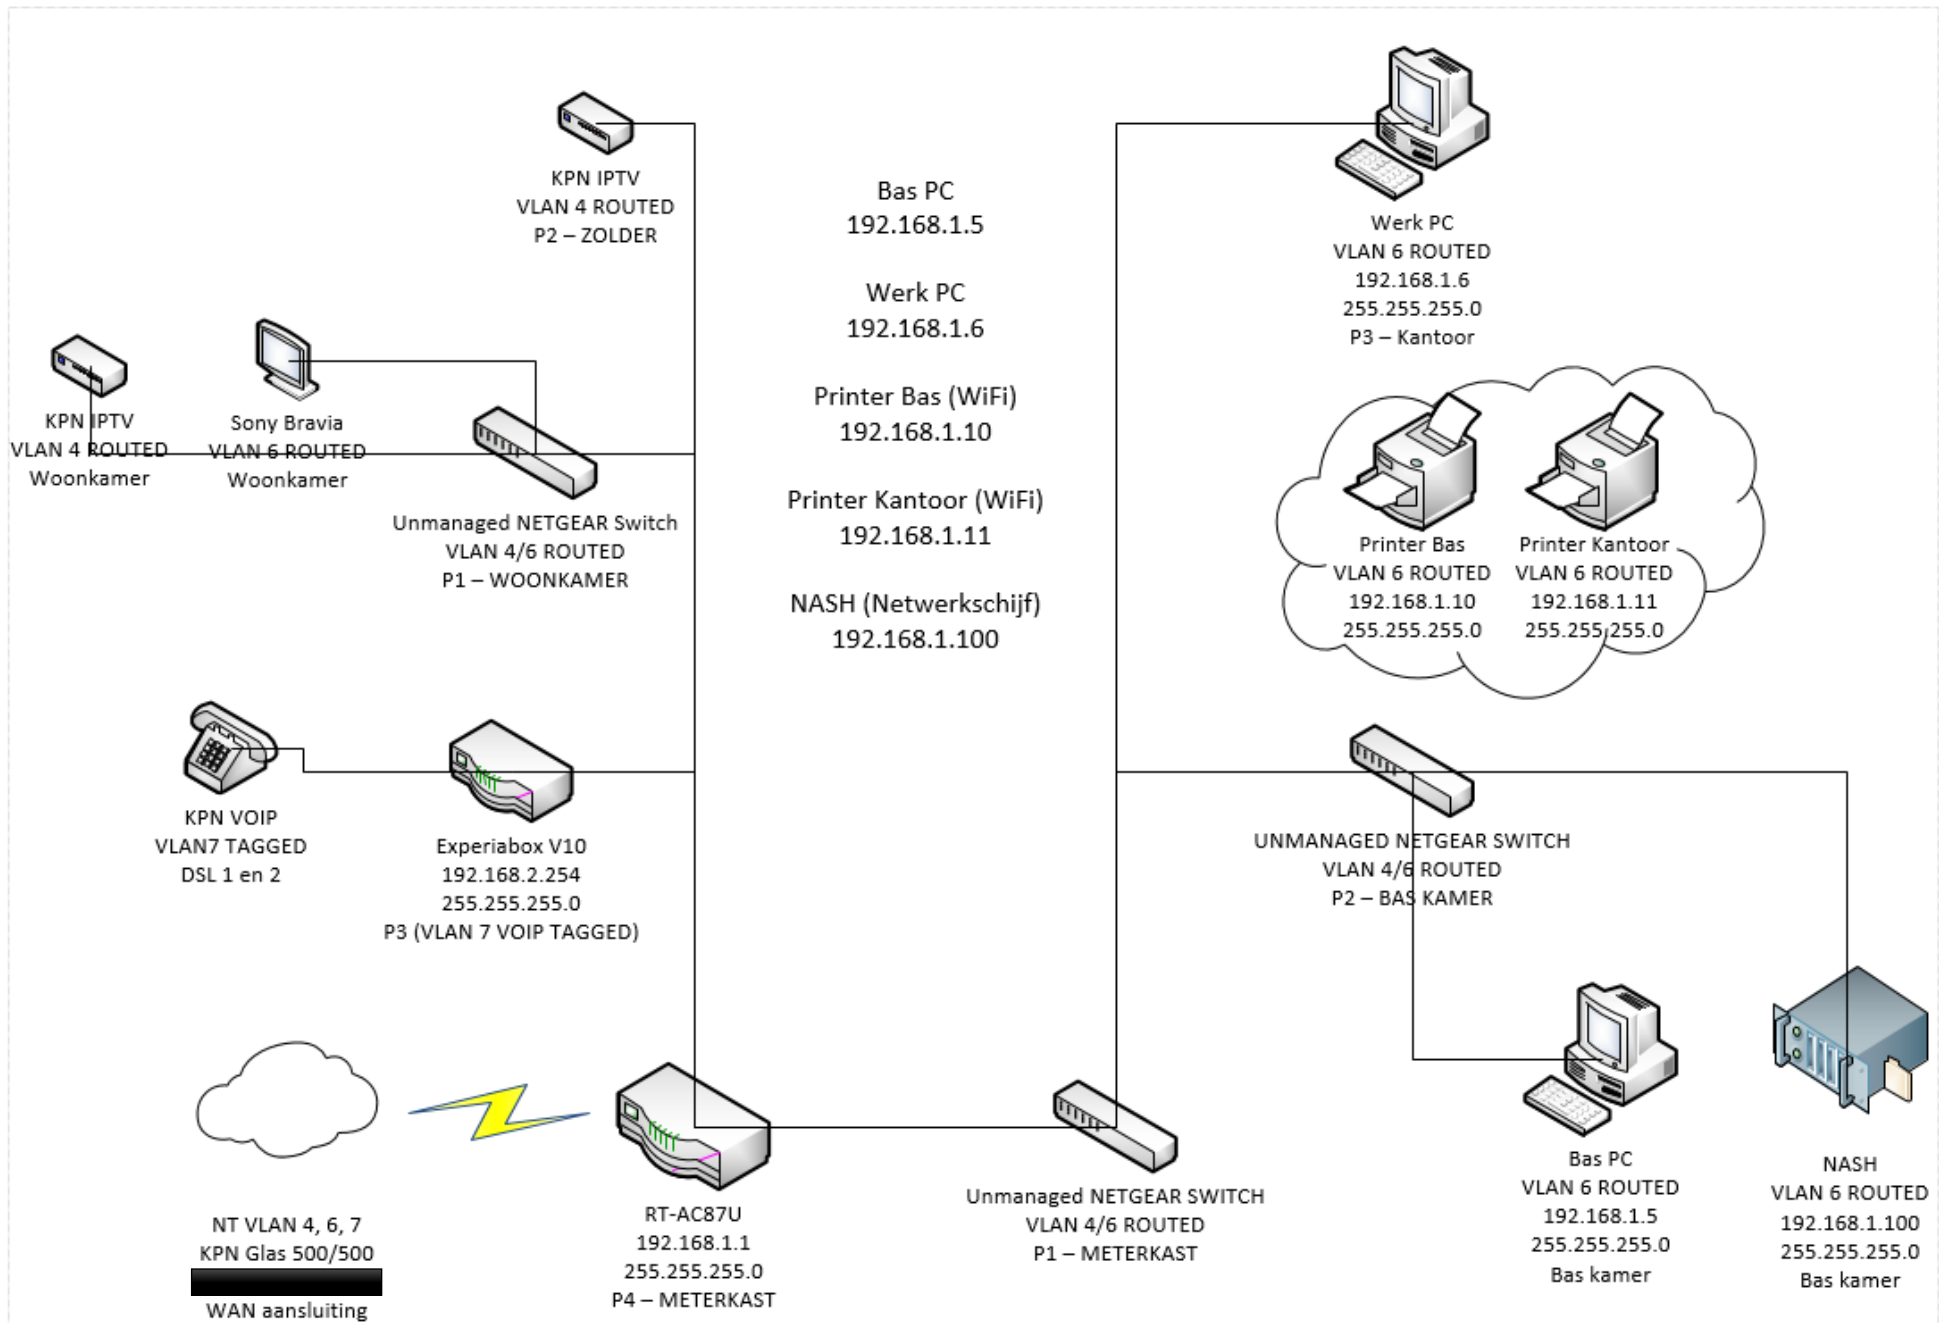 KPN IPTV
VLAN 4 ROUTED
P2 – ZOLDER
Bas PC
192.168.1.5
Werk PC
192.168.1.6
Printer Bas (WiFi)
192.168.1.10
Printer Kantoor (WiFi)
192.168.1.11
NASH (Netwerkschijf)
192.168.1.100
Werk PC
VLAN 6 ROUTED
192.168.1.6
255.255.255.0
P3 – Kantoor
KPN IPTV
VLAN 4 ROUTED
Woonkamer
Sony Bravia
VLAN 6 ROUTED
Woonkamer
Unmanaged NETGEAR Switch
VLAN 4/6 ROUTED
P1 – WOONKAMER
Printer Bas
VLAN 6 ROUTED
192.168.1.10
255.255.255.0
Printer Kantoor
VLAN 6 ROUTED
192.168.1.11
255.255.255.0
KPN VOIP
VLAN7 TAGGED
DSL 1 en 2
Experiabox V10
192.168.2.254
255.255.255.0
P3 (VLAN 7 VOIP TAGGED)
UNMANAGED NETGEAR SWITCH
VLAN 4/6 ROUTED
P2 – BAS KAMER
NT VLAN 4, 6, 7
KPN Glas 500/500
WAN aansluiting
RT-AC87U
192.168.1.1
255.255.255.0
P4 – METERKAST
Unmanaged NETGEAR SWITCH
VLAN 4/6 ROUTED
P1 – METERKAST
Bas PC
VLAN 6 ROUTED
192.168.1.5
255.255.255.0
Bas kamer
NASH
VLAN 6 ROUTED
192.168.1.100
255.255.255.0
Bas kamer